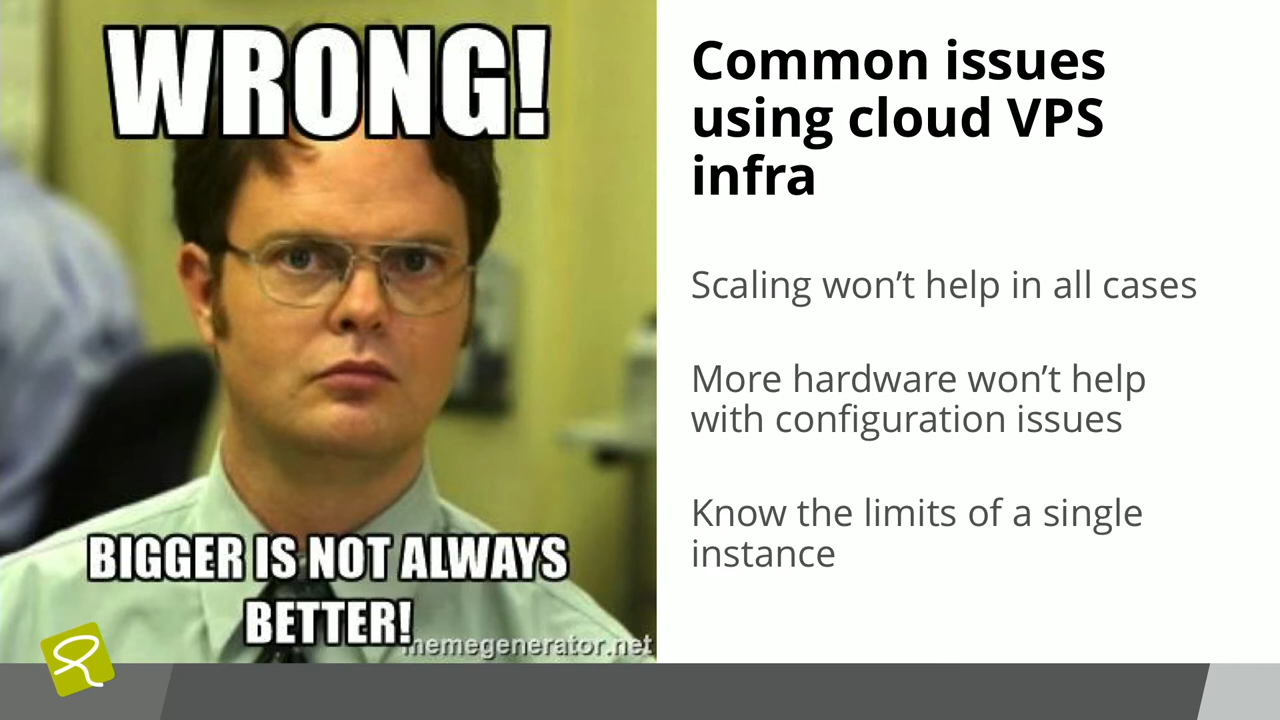 WRONG!
BIGGER IS NOT ALWAYS
BETTER!
memegenerator.net
Common issues
using cloud VPS
infra
Scaling won’t help in all cases
More hardware won’t help
with configuration issues
Know the limits of a single
instance